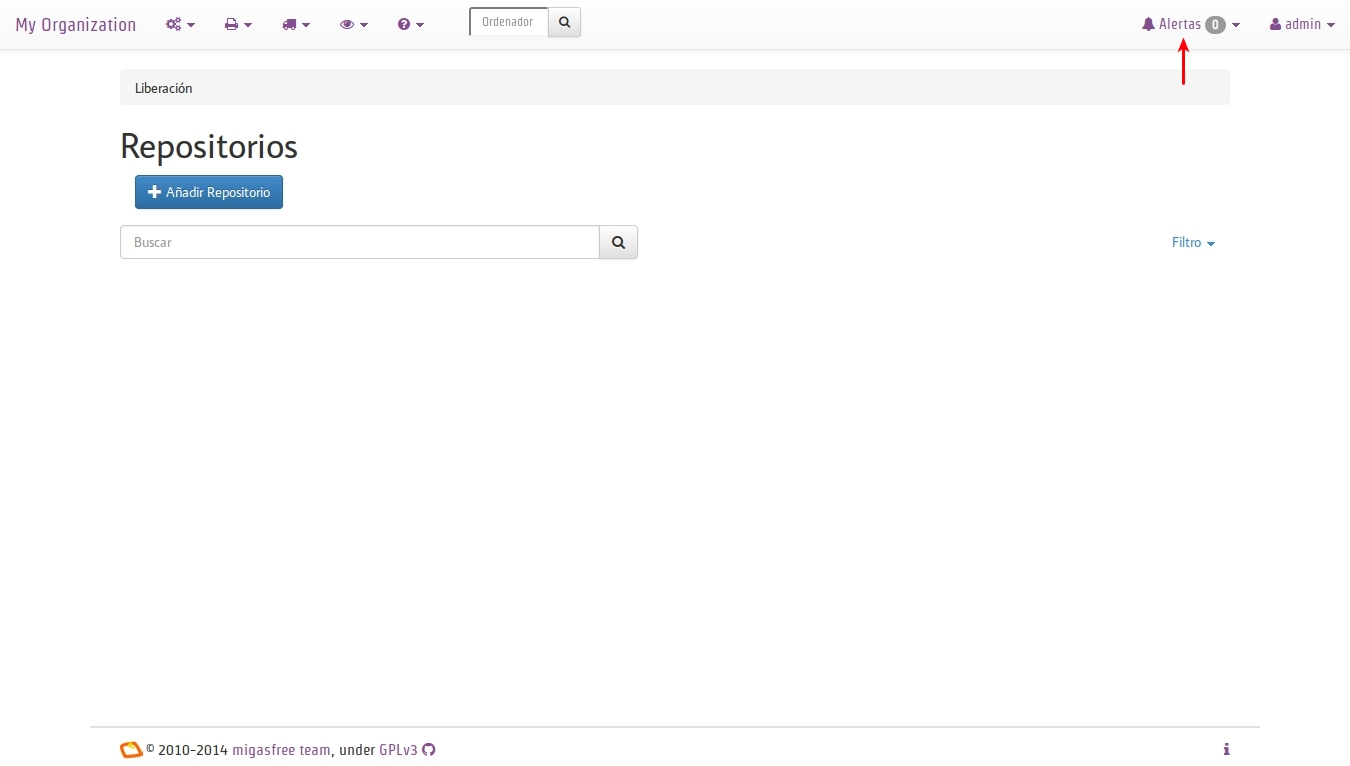 My Organization Ordenador Alertas 0 admin
Liberación
Repositorios
Añadir Repositorio
Buscar Filtro
© 2010-2014 migasfree team, under GPLv3